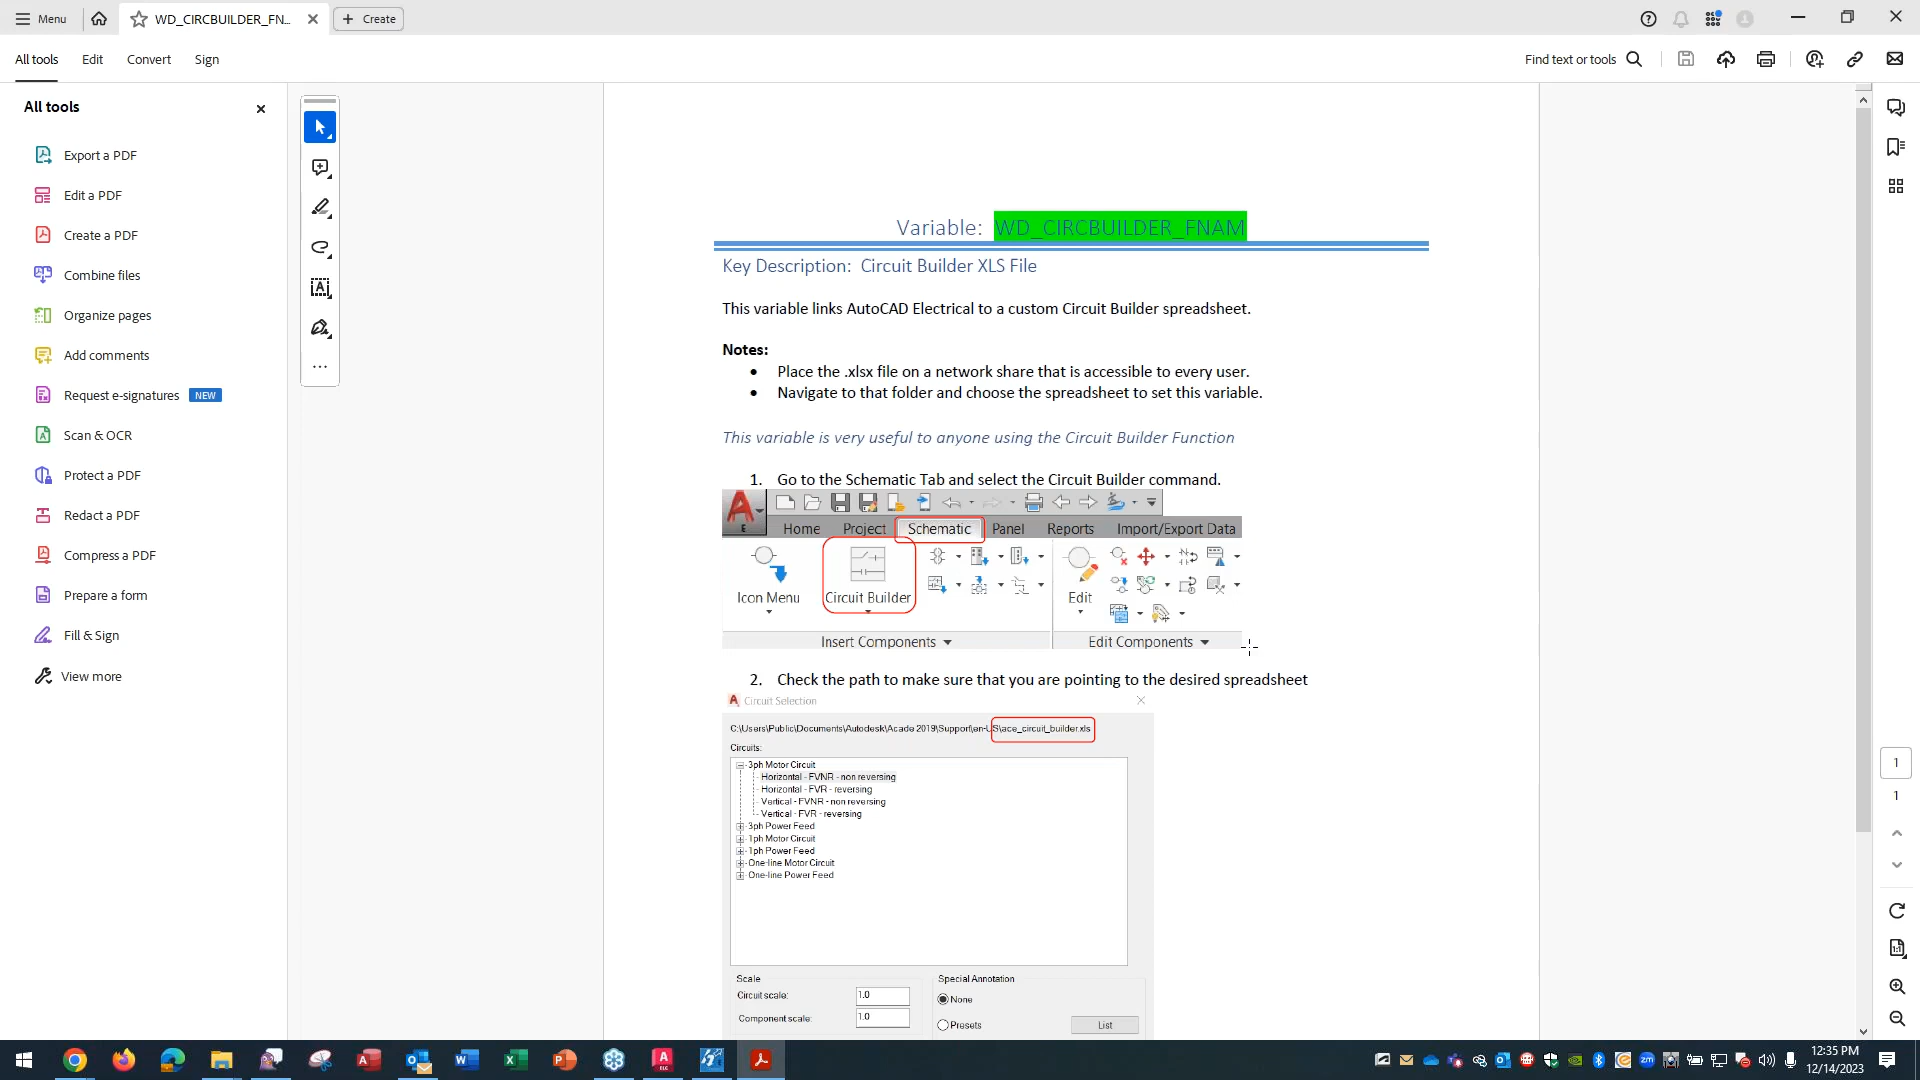 Menu
WD_CIRCBUILDER_FN...
Create
All tools
Edit
Convert
Sign
Find text or tools
All tools
Export a PDF
Edit a PDF
Create a PDF
Combine files
Organize pages
Add comments
Request e-signatures NEW
Scan & OCR
Protect a PDF
Redact a PDF
Compress a PDF
Prepare a form
Fill & Sign
View more
Variable: WD_CIRCBUILDER_FNAM
Key Description: Circuit Builder XLS File
This variable links AutoCAD Electrical to a custom Circuit Builder spreadsheet.
Notes:
• Place the .xlsx file on a network share that is accessible to every user.
• Navigate to that folder and choose the spreadsheet to set this variable.
This variable is very useful to anyone using the Circuit Builder Function
1. Go to the Schematic Tab and select the Circuit Builder command.
Home Project Schematic Panel Reports Import/Export Data
Icon Menu
Circuit Builder
Edit
Insert Components
Edit Components
2. Check the path to make sure that you are pointing to the desired spreadsheet
Circuit Selection
C:\Users\Public\Documents\Autodesk\Acade 2019\Support\en-US\ace_circuit_builder.xls
Circuits:
3ph Motor Circuit
Horizontal - FVNR - non reversing
Horizontal - FVR - reversing
Vertical - FVNR - non reversing
Vertical - FVR - reversing
3ph Power Feed
1ph Motor Circuit
1ph Power Feed
One-line Motor Circuit
One-line Power Feed
Scale
Circuit scale: 1.0
Component scale: 1.0
Special Annotation
None
Presets
List
1
1
12:35 PM
12/14/2023